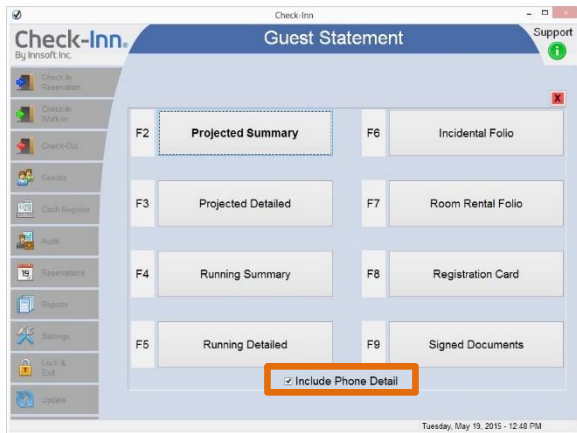 Check-Inn
Check-Inn®
By Innsoft Inc.
Guest Statement
Support
Check-In
Reservation
Check-In
Walk-In
Check-Out
Guests
Cash Register
Audit
19
Reservations
Reports
Settings
Lock &
Exit
Update
X
F2
Projected Summary
F6
Incidental Folio
F3
Projected Detailed
F7
Room Rental Folio
F4
Running Summary
F8
Registration Card
F5
Running Detailed
F9
Signed Documents
Include Phone Detail
Tuesday, May 19, 2015 - 12:48 PM